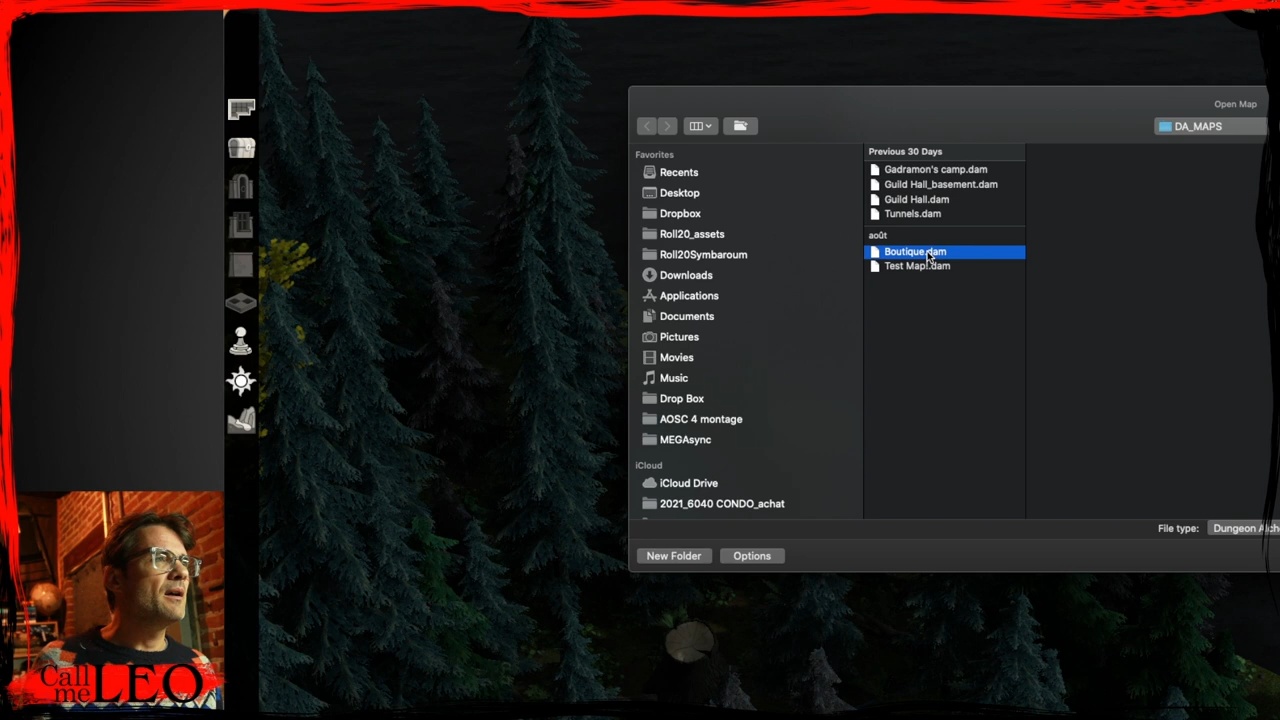 Open Map
DA_MAPS
Favorites
Recents
Desktop
Dropbox
Roll20_assets
Roll20Symbaroum
Downloads
Applications
Documents
Pictures
Movies
Music
Drop Box
AOSC 4 montage
MEGAsync
iCloud
iCloud Drive
2021_6040 CONDO_achat
Previous 30 Days
Gadramon's camp.dam
Guild Hall_basement.dam
Guild Hall.dam
Tunnels.dam
août
Boutique.dam
Test Map!.dam
File type:
Dungeon Alche
New Folder
Options
Call
me LEO